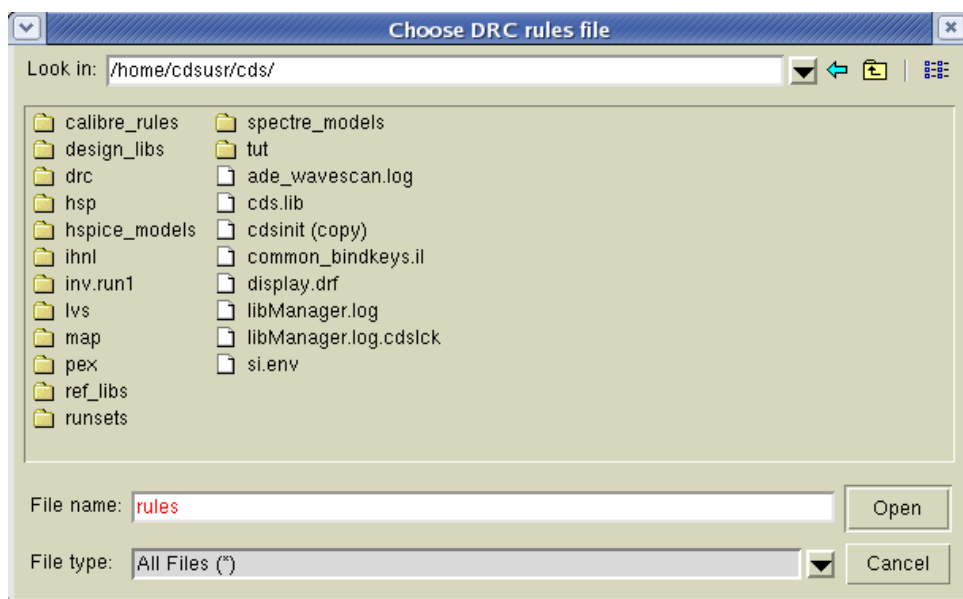 Choose DRC rules file
Look in: /home/cdsusr/cds/
calibre_rules
design_libs
drc
hsp
hspice_models
ihnl
inv.run1
lvs
map
pex
ref_libs
runsets
spectre_models
tut
ade_wavescan.log
cds.lib
cdsinit (copy)
common_bindkeys.il
display.drf
libManager.log
libManager.log.cdslck
si.env
File name: rules Open
File type: All Files (*) Cancel